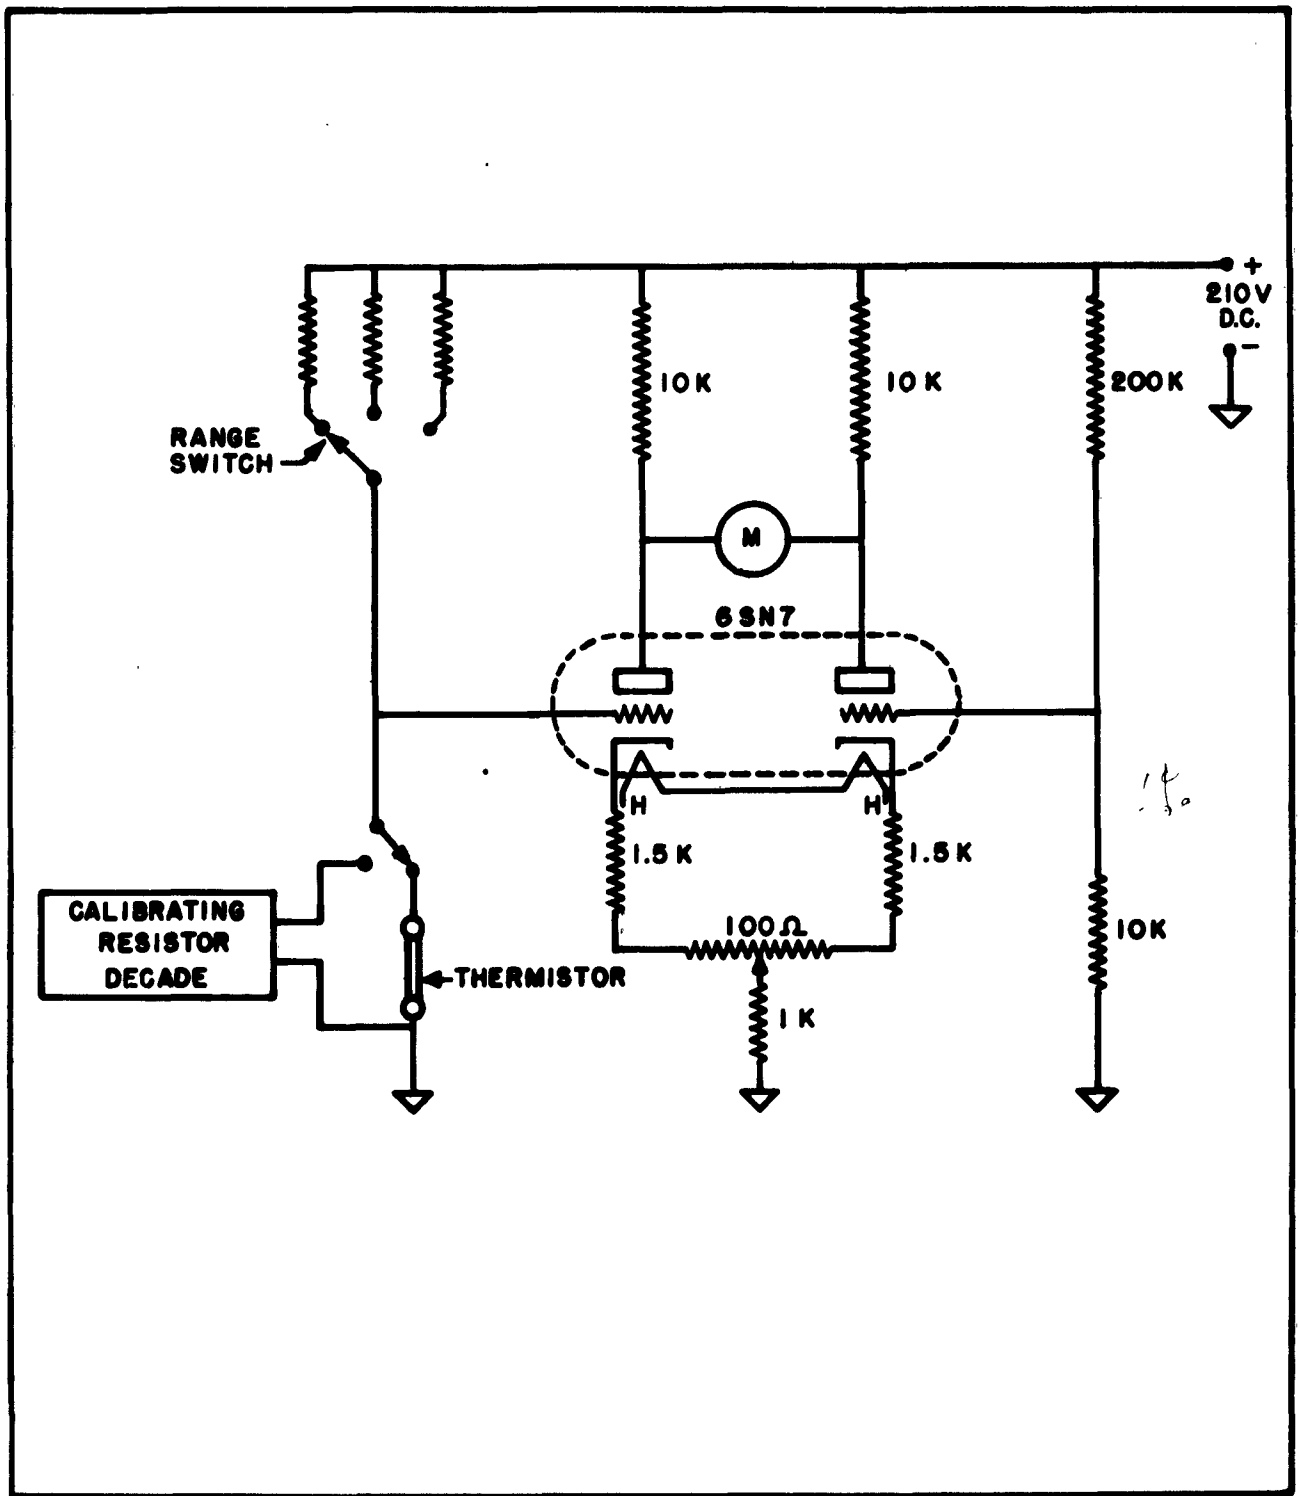 +
210V
D.C.
-
10K
10K
200K
RANGE
SWITCH
M
6SN7
H
H
1.5K
1.5K
CALIBRATING
RESISTOR
DECADE
100Ω
10K
THERMISTOR
1K